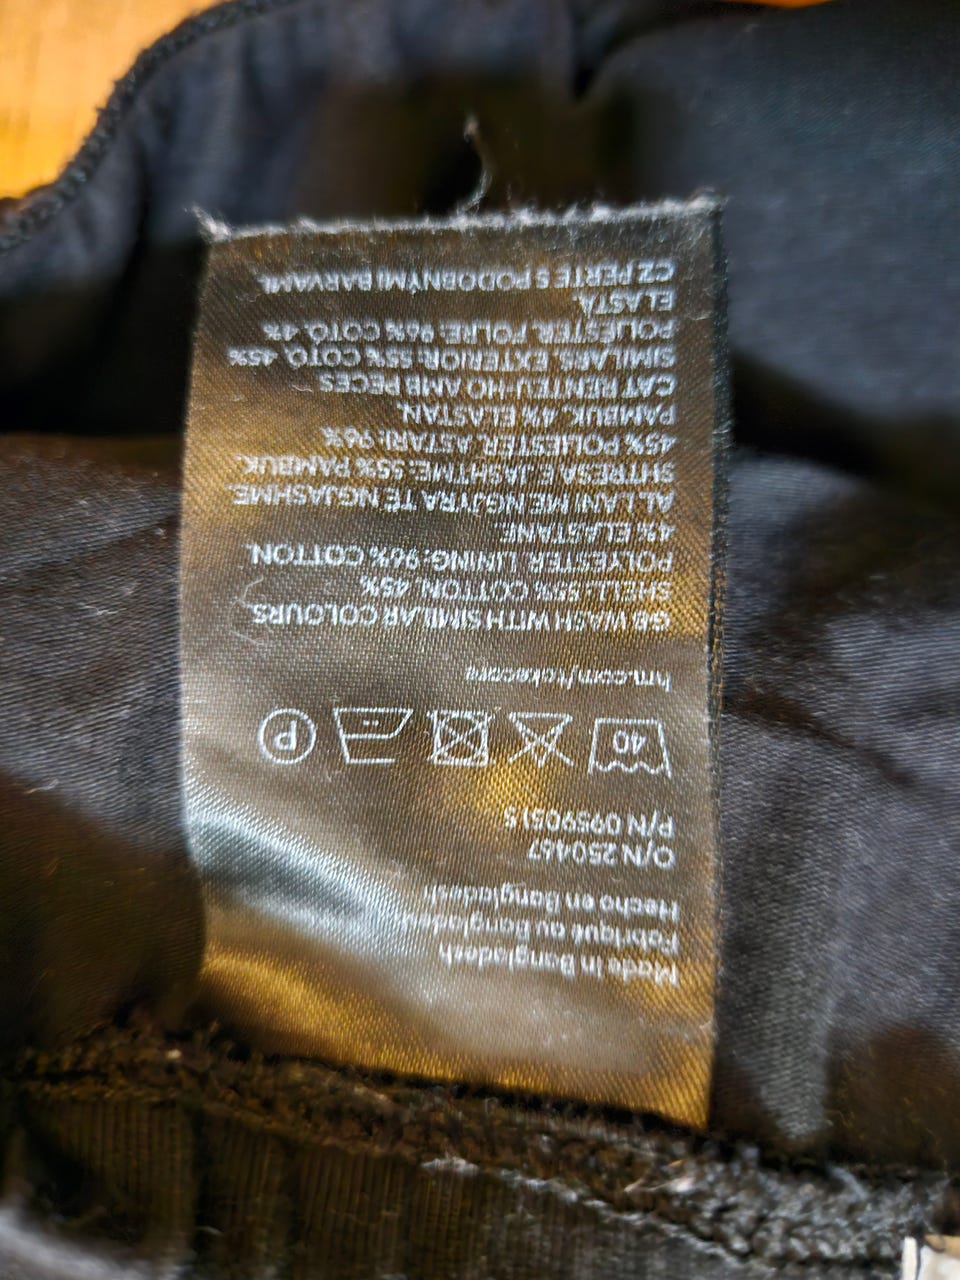 Made in Bangladesh
Fabriqué au Bangladesh
Hecho en Bangladesh
O/N 250467
P/N 0959051 5
40
P
hm.com/
GB WASH WITH SIMILAR COLOURS.
SHELL: 55% COTTON, 45%
POLYESTER. LINING: 96% COTTON,
4% ELASTANE.
AL LANI ME NGJYRA TË NGJASHME.
SHTRESA E JASHTME: 55% PAMBUK,
45% POLIESTER. ASTARI: 96%
PAMBUK, 4% ELASTAN.
CAT RENTEU-HO AMB PECES
SIMILARS. EXTERIOR: 55% COTÓ, 45%
POLIÈSTER. FOLRE: 96% COTÓ, 4%
ELASTÀ.
CZ PERTE S PODOBNÝMI BARVAMI.